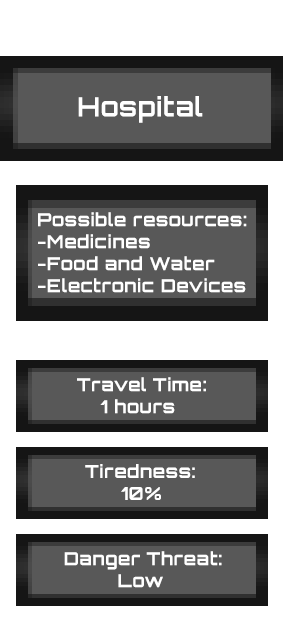 Hospital
Possible resources:
-Medicines
-Food and Water
-Electronic Devices
Travel Time:
1 hours
Tiredness:
10%
Danger Threat:
Low